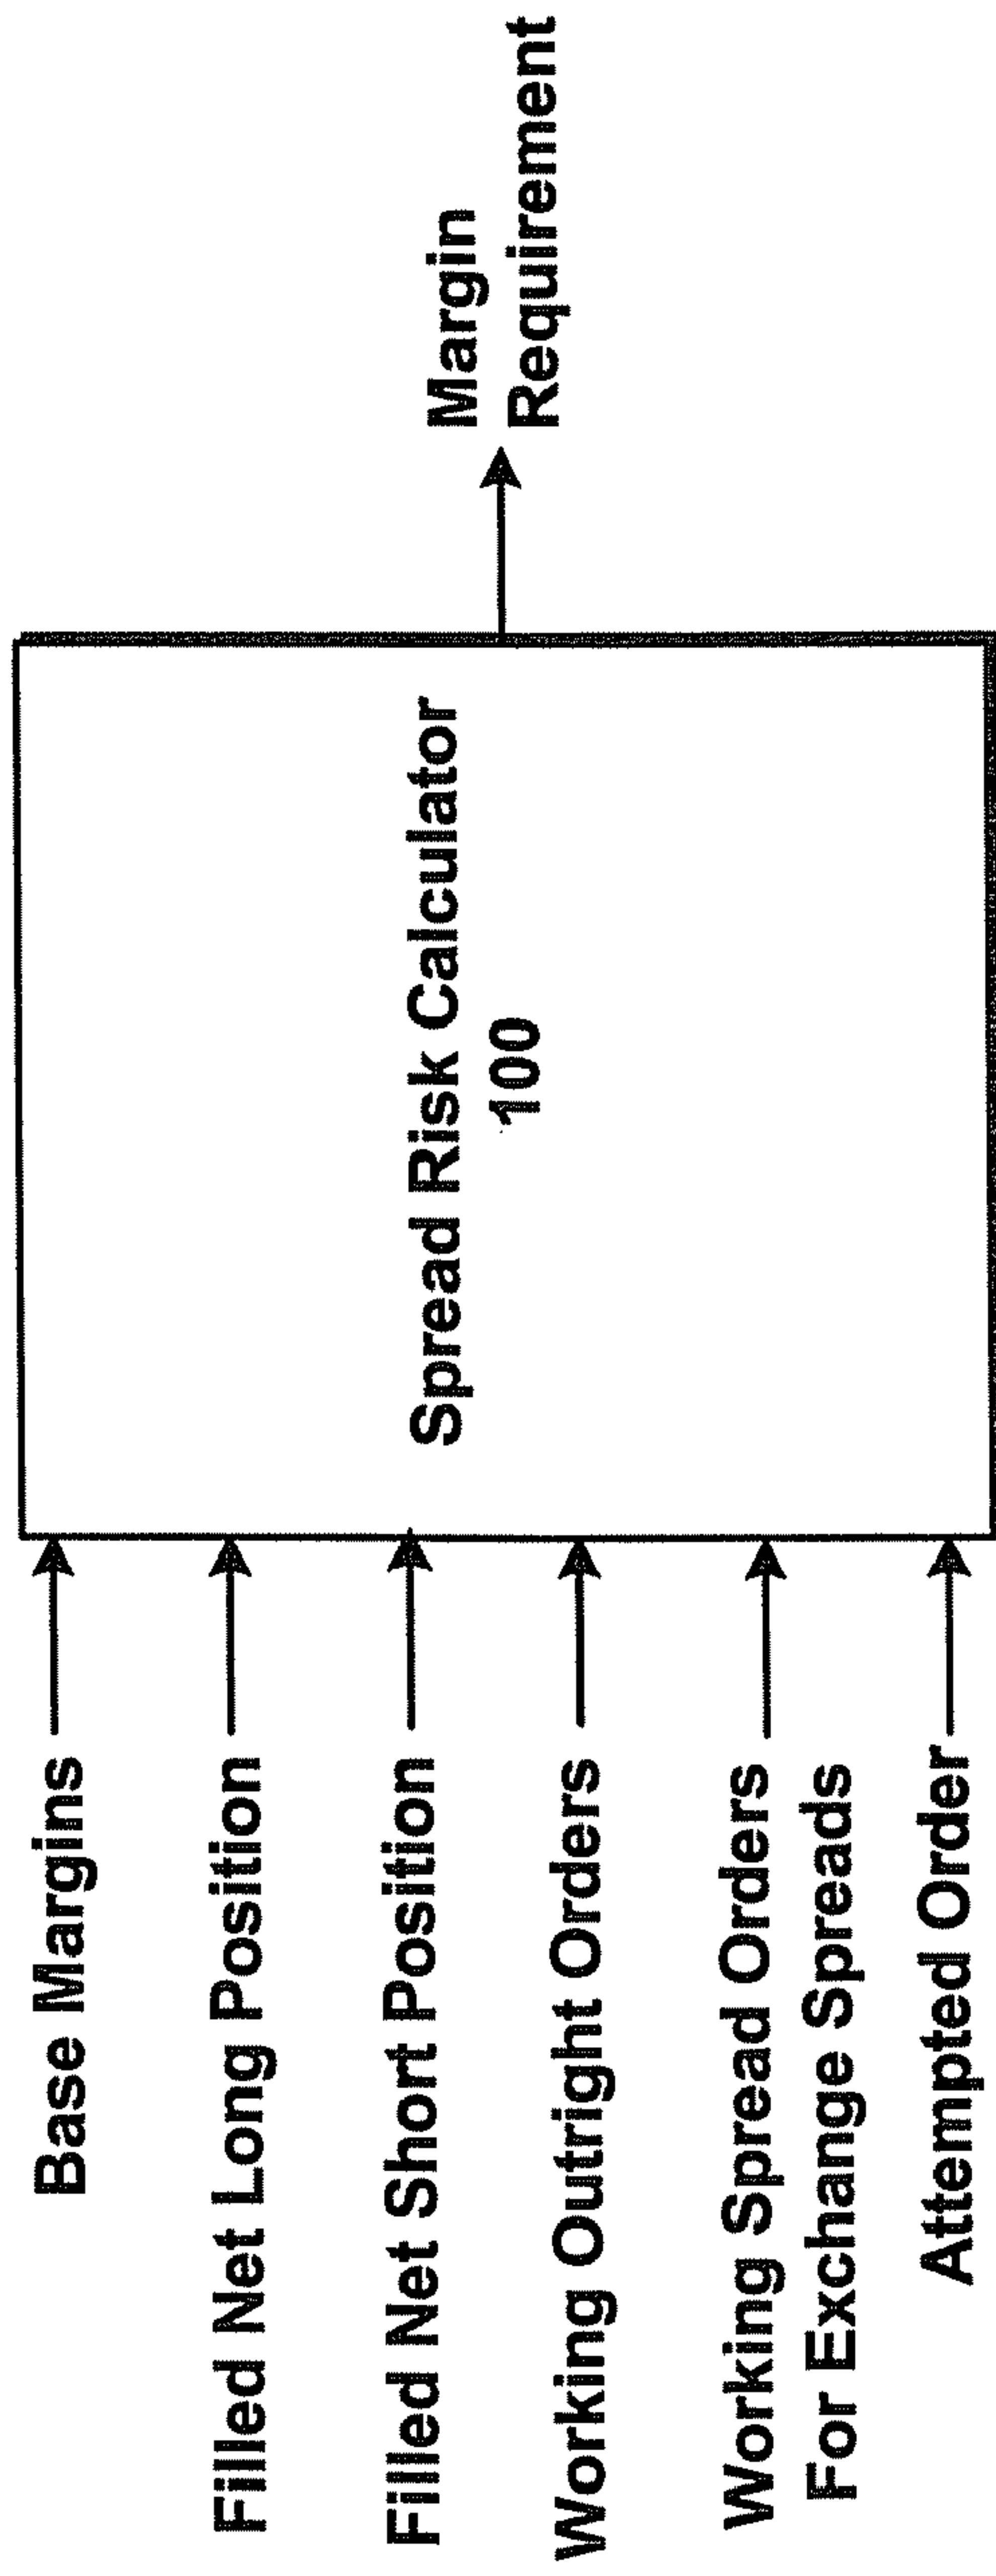 Base Margins
Filled Net Long Position
Filled Net Short Position
Working Outright Orders
Working Spread Orders
For Exchange Spreads
Attempted Order
Spread Risk Calculator
100
Margin
Requirement